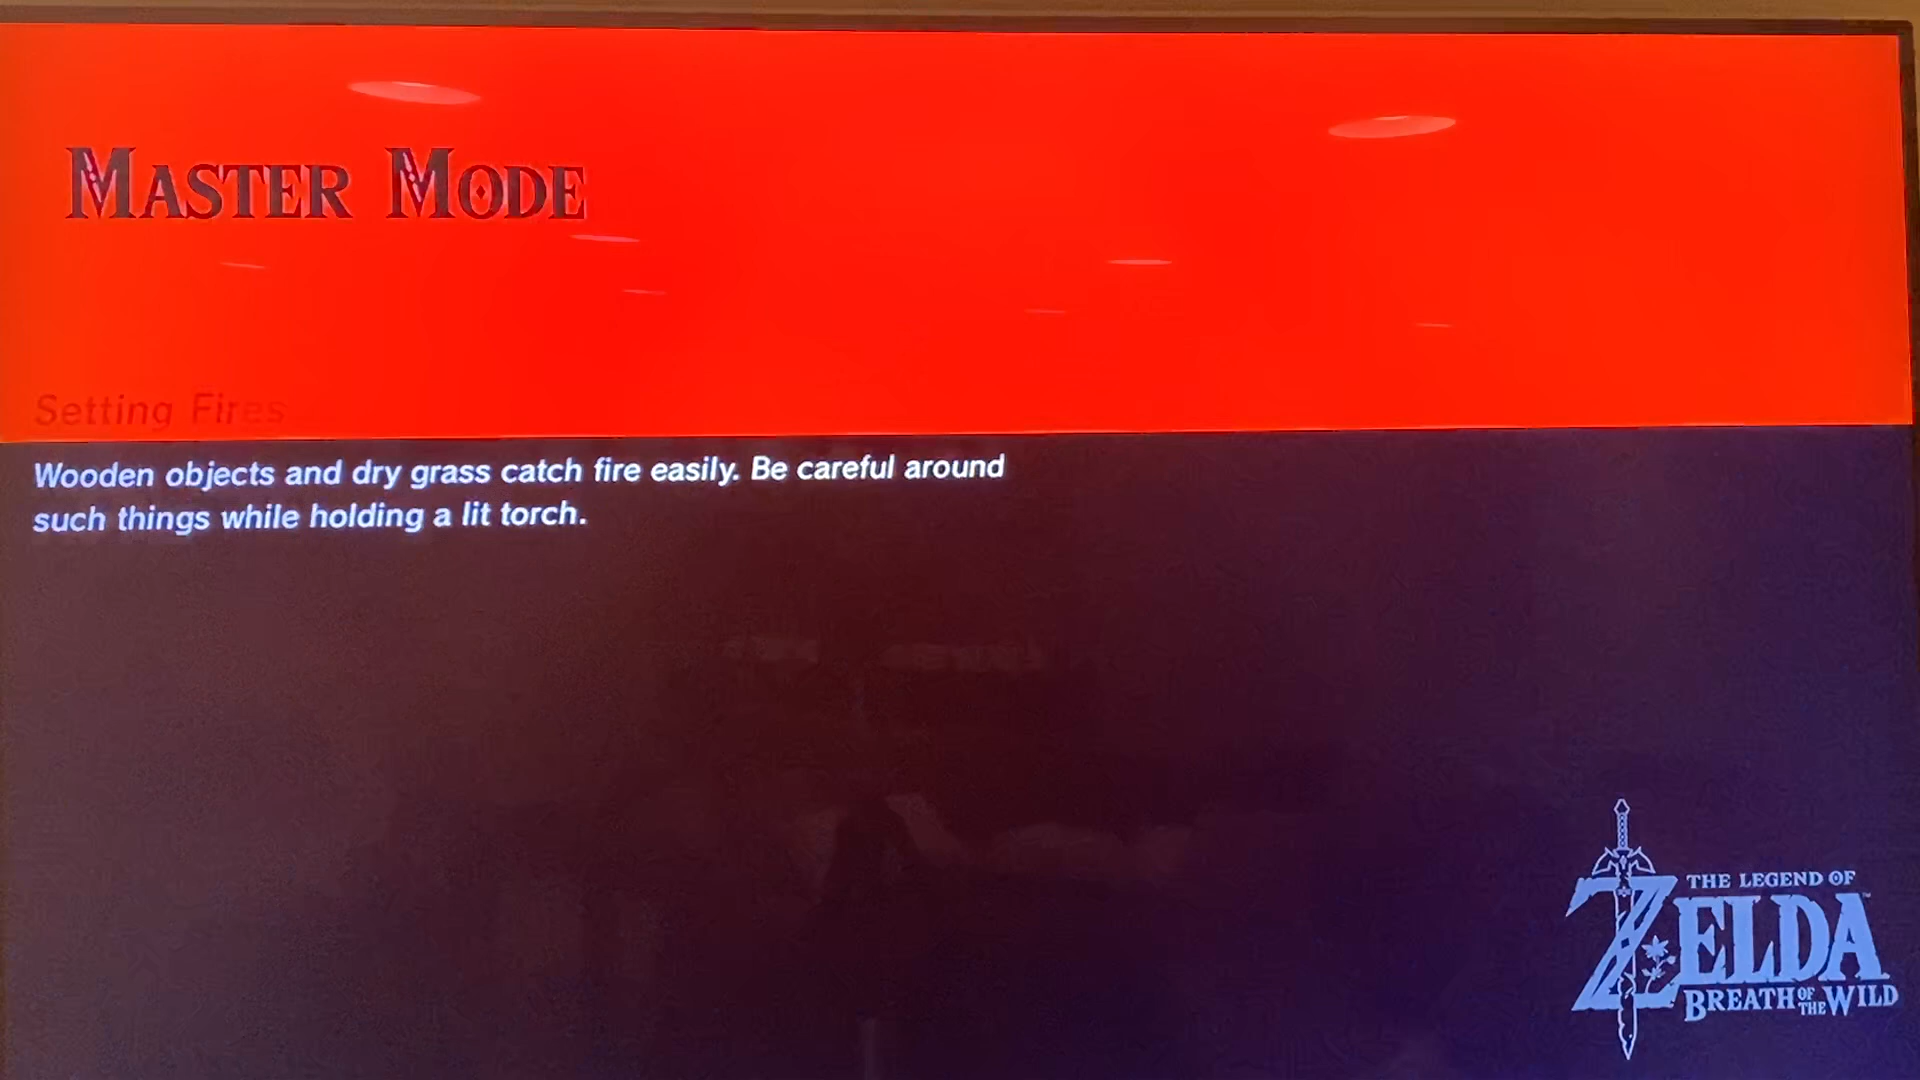 MASTER MODE
Setting Fires
Wooden objects and dry grass catch fire easily. Be careful around
such things while holding a lit torch.
THE LEGEND OF
ZELDA
BREATH OF THE WILD